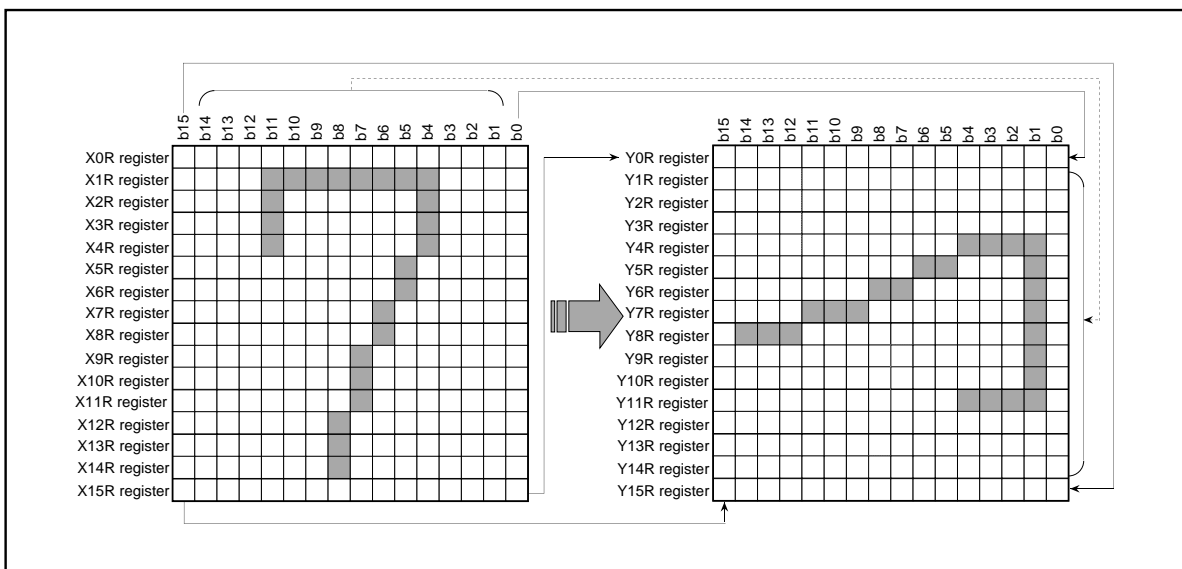 b15 b14 b13 b12 b11 b10 b9 b8 b7 b6 b5 b4 b3 b2 b1 b0
X0R register
X1R register
X2R register
X3R register
X4R register
X5R register
X6R register
X7R register
X8R register
X9R register
X10R register
X11R register
X12R register
X13R register
X14R register
X15R register
b15 b14 b13 b12 b11 b10 b9 b8 b7 b6 b5 b4 b3 b2 b1 b0
Y0R register
Y1R register
Y2R register
Y3R register
Y4R register
Y5R register
Y6R register
Y7R register
Y8R register
Y9R register
Y10R register
Y11R register
Y12R register
Y13R register
Y14R register
Y15R register